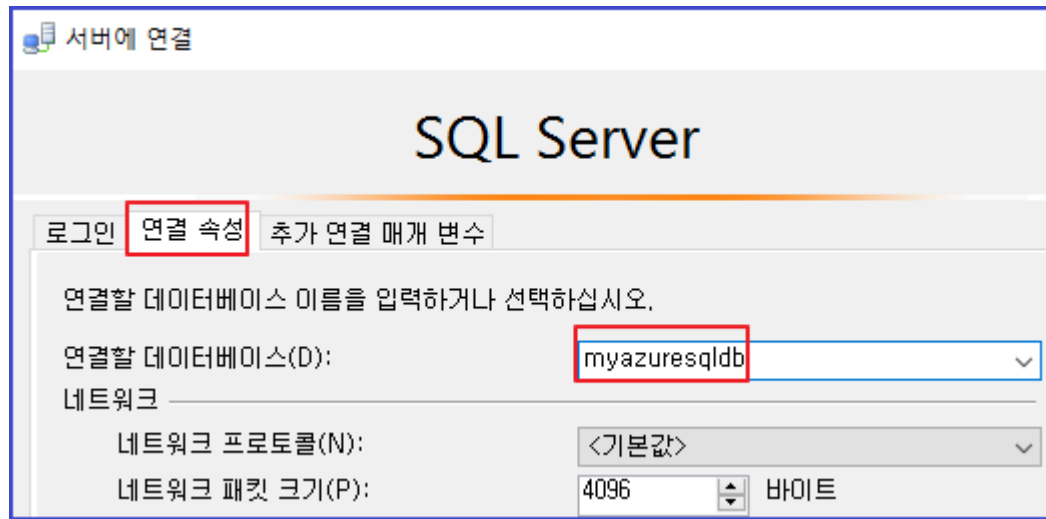 서버에 연결
SQL Server
로그인 연결 속성 추가 연결 매개 변수
연결할 데이터베이스 이름을 입력하거나 선택하십시오.
연결할 데이터베이스(D): myazuresqldb
네트워크
네트워크 프로토콜(N): <기본값>
네트워크 패킷 크기(P): 4096 바이트